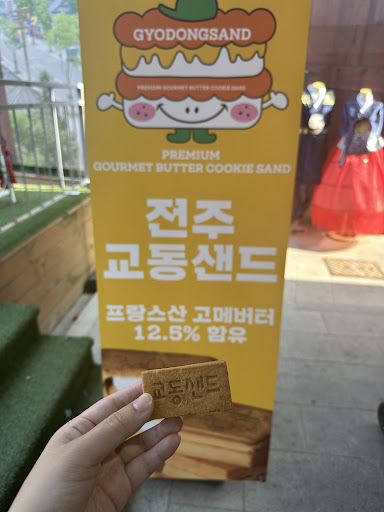 GYODONGSAND
PREMIUM GOURMET BUTTER COOKIE SAND
PREMIUM
GOURMET BUTTER COOKIE SAND
전주
교동샌드
프랑스산 고메버터
12.5% 함유
교동샌드